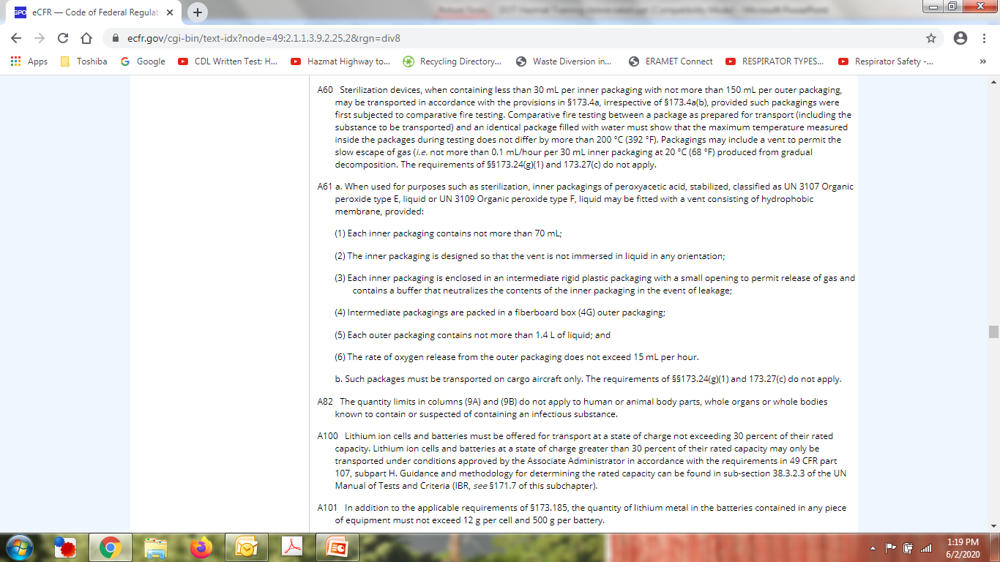 GPO eCFR — Code of Federal Regulat
ecfr.gov/cgi-bin/text-idx?node=49:2.1.1.3.9.2.25.2&rgn=div8
Apps Toshiba Google CDL Written Test: H... Hazmat Highway to... Recycling Directory... Waste Diversion in... ERAMET Connect RESPIRATOR TYPES... Respirator Safety -... »
A60 Sterilization devices, when containing less than 30 mL per inner packaging with not more than 150 mL per outer packaging,
may be transported in accordance with the provisions in §173.4a, irrespective of §173.4a(b), provided such packagings were
first subjected to comparative fire testing. Comparative fire testing between a package as prepared for transport (including the
substance to be transported) and an identical package filled with water must show that the maximum temperature measured
inside the packages during testing does not differ by more than 200 °C (392 °F). Packagings may include a vent to permit the
slow escape of gas (i.e. not more than 0.1 mL/hour per 30 mL inner packaging at 20 °C (68 °F) produced from gradual
decomposition. The requirements of §§173.24(g)(1) and 173.27(c) do not apply.
A61 a. When used for purposes such as sterilization, inner packagings of peroxyacetic acid, stabilized, classified as UN 3107 Organic
peroxide type E, liquid or UN 3109 Organic peroxide type F, liquid may be fitted with a vent consisting of hydrophobic
membrane, provided:
(1) Each inner packaging contains not more than 70 mL;
(2) The inner packaging is designed so that the vent is not immersed in liquid in any orientation;
(3) Each inner packaging is enclosed in an intermediate rigid plastic packaging with a small opening to permit release of gas and
contains a buffer that neutralizes the contents of the inner packaging in the event of leakage;
(4) Intermediate packagings are packed in a fiberboard box (4G) outer packaging;
(5) Each outer packaging contains not more than 1.4 L of liquid; and
(6) The rate of oxygen release from the outer packaging does not exceed 15 mL per hour.
b. Such packages must be transported on cargo aircraft only. The requirements of §§173.24(g)(1) and 173.27(c) do not apply.
A82 The quantity limits in columns (9A) and (9B) do not apply to human or animal body parts, whole organs or whole bodies
known to contain or suspected of containing an infectious substance.
A100 Lithium ion cells and batteries must be offered for transport at a state of charge not exceeding 30 percent of their rated
capacity. Lithium ion cells and batteries at a state of charge greater than 30 percent of their rated capacity may only be
transported under conditions approved by the Associate Administrator in accordance with the requirements in 49 CFR part
107, subpart H. Guidance and methodology for determining the rated capacity can be found in sub-section 38.3.2.3 of the UN
Manual of Tests and Criteria (IBR, see §171.7 of this subchapter).
A101 In addition to the applicable requirements of §173.185, the quantity of lithium metal in the batteries contained in any piece
of equipment must not exceed 12 g per cell and 500 g per battery.
1:19 PM
6/2/2020